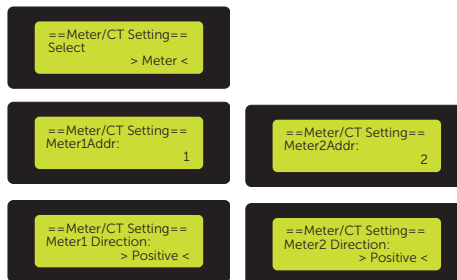 ==Meter/CT Setting==
Select
> Meter <
==Meter/CT Setting==
Meter1Addr:
1
==Meter/CT Setting==
Meter2Addr:
2
==Meter/CT Setting==
Meter1 Direction:
> Positive <
==Meter/CT Setting==
Meter2 Direction:
> Positive <